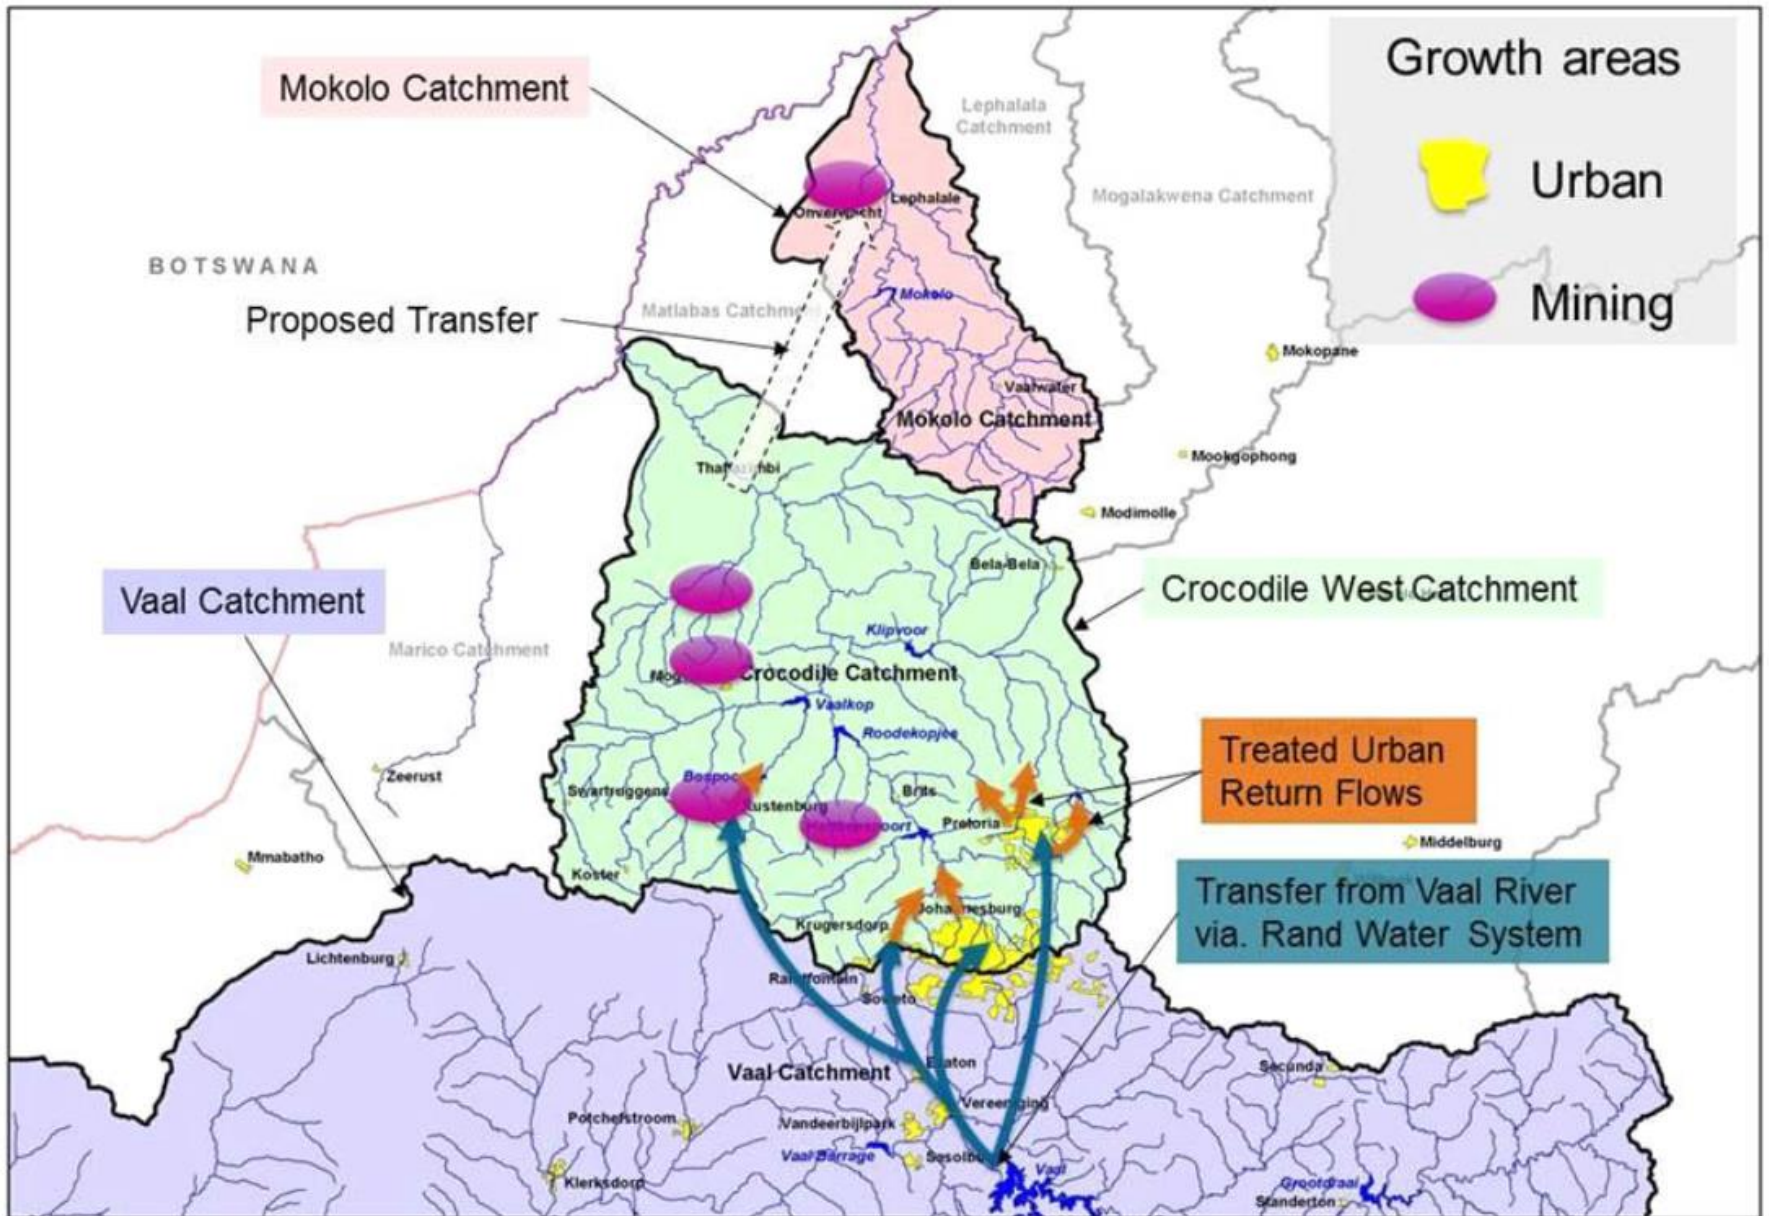 Growth areas
Urban
Mining
Mokolo Catchment
Lephalala
Catchment
Mogalakwena Catchment
Lephalale
BOTSWANA
Mokolo
Proposed Transfer
Matlabas Catchme
Mokopane
Vaalwater
Mokolo Catchment
Mookgophong
Modimolle
Bela-Bela
Vaal Catchment
Crocodile West Catchment
Klipvoor
Marico Catchment
Crocodile Catchment
Vaalkop
Roodekopjes
Treated Urban
Return Flows
Zeerust
Swartruggens
Brits
Pretoria
Middelburg
Mmabatho
Koster
Transfer from Vaal River
via. Rand Water System
Johannesburg
Krugersdorp
Lichtenburg
Randfontein
Soweto
Vaal Catchment
Secunda
Vereeniging
Potchefstroom
Vandeerbijlpark
Vaal Barrage
Vaal
Klerksdorp
Grootdraai
Standerton